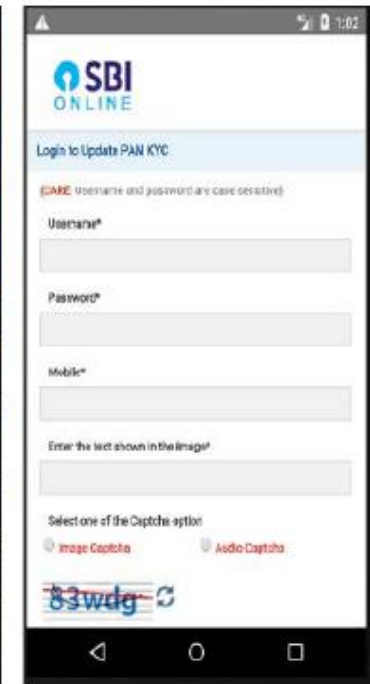 1:02
SBI
ONLINE
Login to Update PAN KYC
(CARE: Username and password are case sensitive)
Username*
Password*
Mobile*
Enter the text shown in the image*
Select one of the Captcha option
Image Captcha Audio Captcha
83wdg